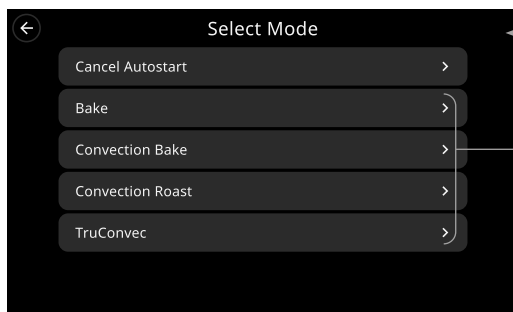 Select Mode
Cancel Autostart
Bake
Convection Bake
Convection Roast
TruConvec